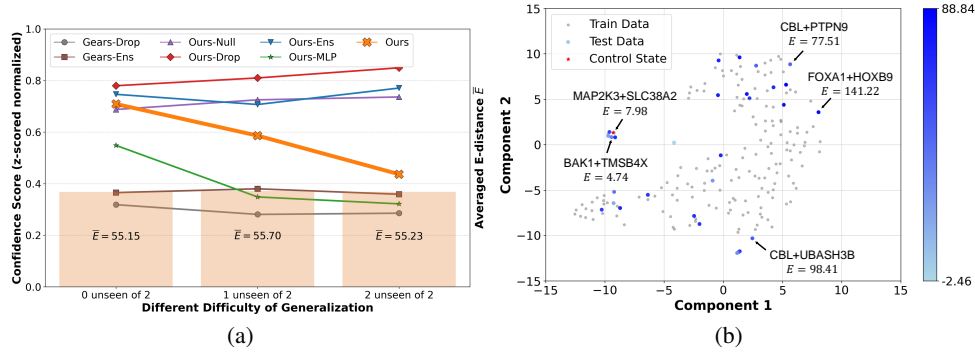 Confidence Score (z-scored normalized)
1.0
0.8
0.6
0.4
0.2
0.0
Gears-Drop
Gears-Ens
Ours-Null
Ours-Drop
Ours-Ens
Ours-MLP
Ours
E̅ = 55.15
E̅ = 55.70
E̅ = 55.23
0 unseen of 2
1 unseen of 2
2 unseen of 2
Different Difficulty of Generalization
Averaged E-distance E̅
(a)
Component 2
15
10
5
0
−5
−10
−15
Train Data
Test Data
Control State
CBL+PTPN9
E = 77.51
FOXA1+HOXB9
E = 141.22
MAP2K3+SLC38A2
E = 7.98
BAK1+TMSB4X
E = 4.74
CBL+UBASH3B
E = 98.41
−15
−10
−5
0
5
10
15
Component 1
88.84
-2.46
(b)